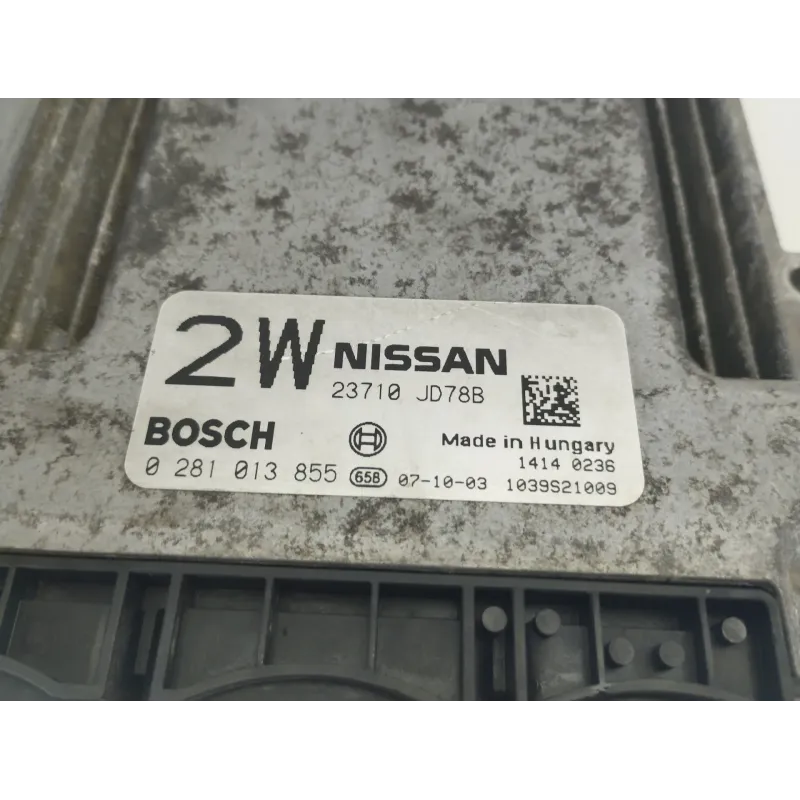 2W NISSAN
23710 JD78B
BOSCH Made in Hungary
1414 0236
0 281 013 855 658 07-10-03 1039S21009